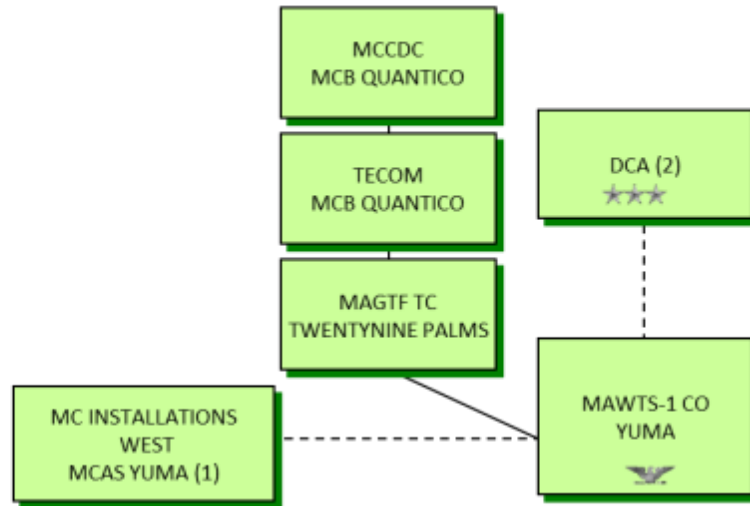 MCCDC
MCB QUANTICO
DCA (2)
TECOM
MCB QUANTICO
MAGTF TC
TWENTYNINE PALMS
MAWTS-1 CO
YUMA
MC INSTALLATIONS
WEST
MCAS YUMA (1)